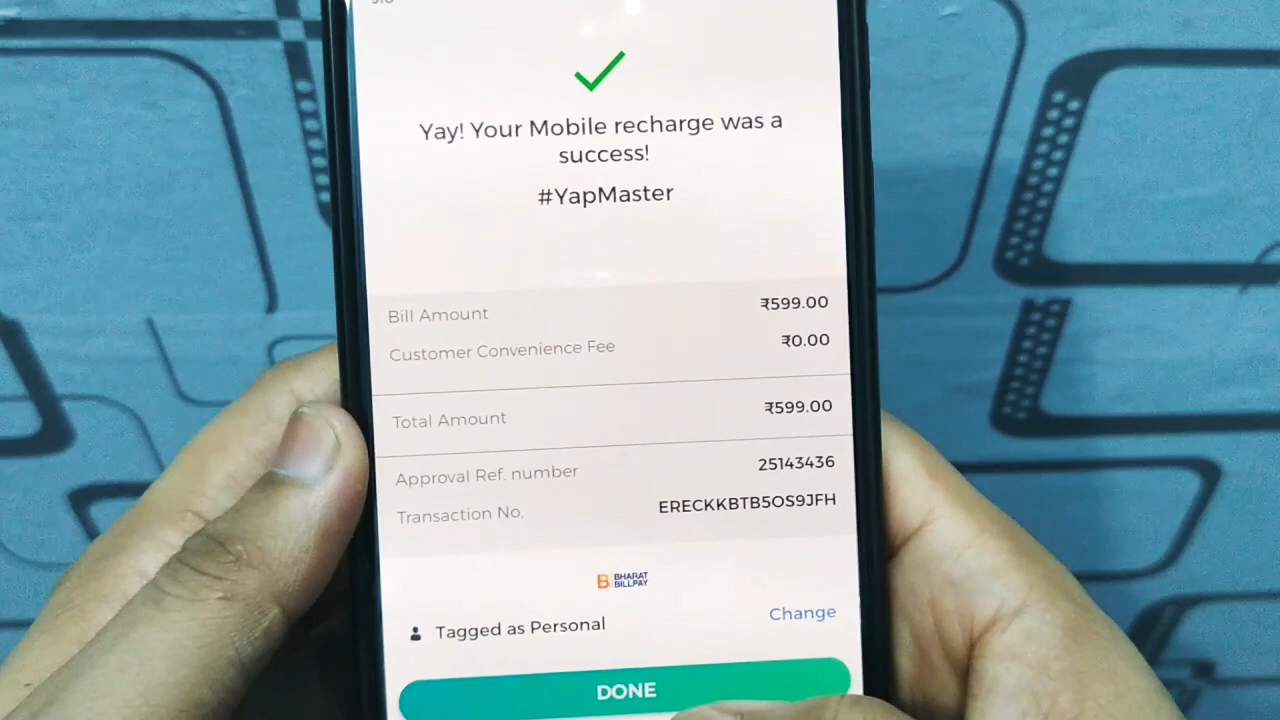 Yay! Your Mobile recharge was a
success!
#YapMaster
Bill Amount ₹599.00
Customer Convenience Fee ₹0.00
Total Amount ₹599.00
Approval Ref. number 25143436
Transaction No. ERECKKBTB5OS9JFH
B BHARAT
BILLPAY
Tagged as Personal Change
DONE